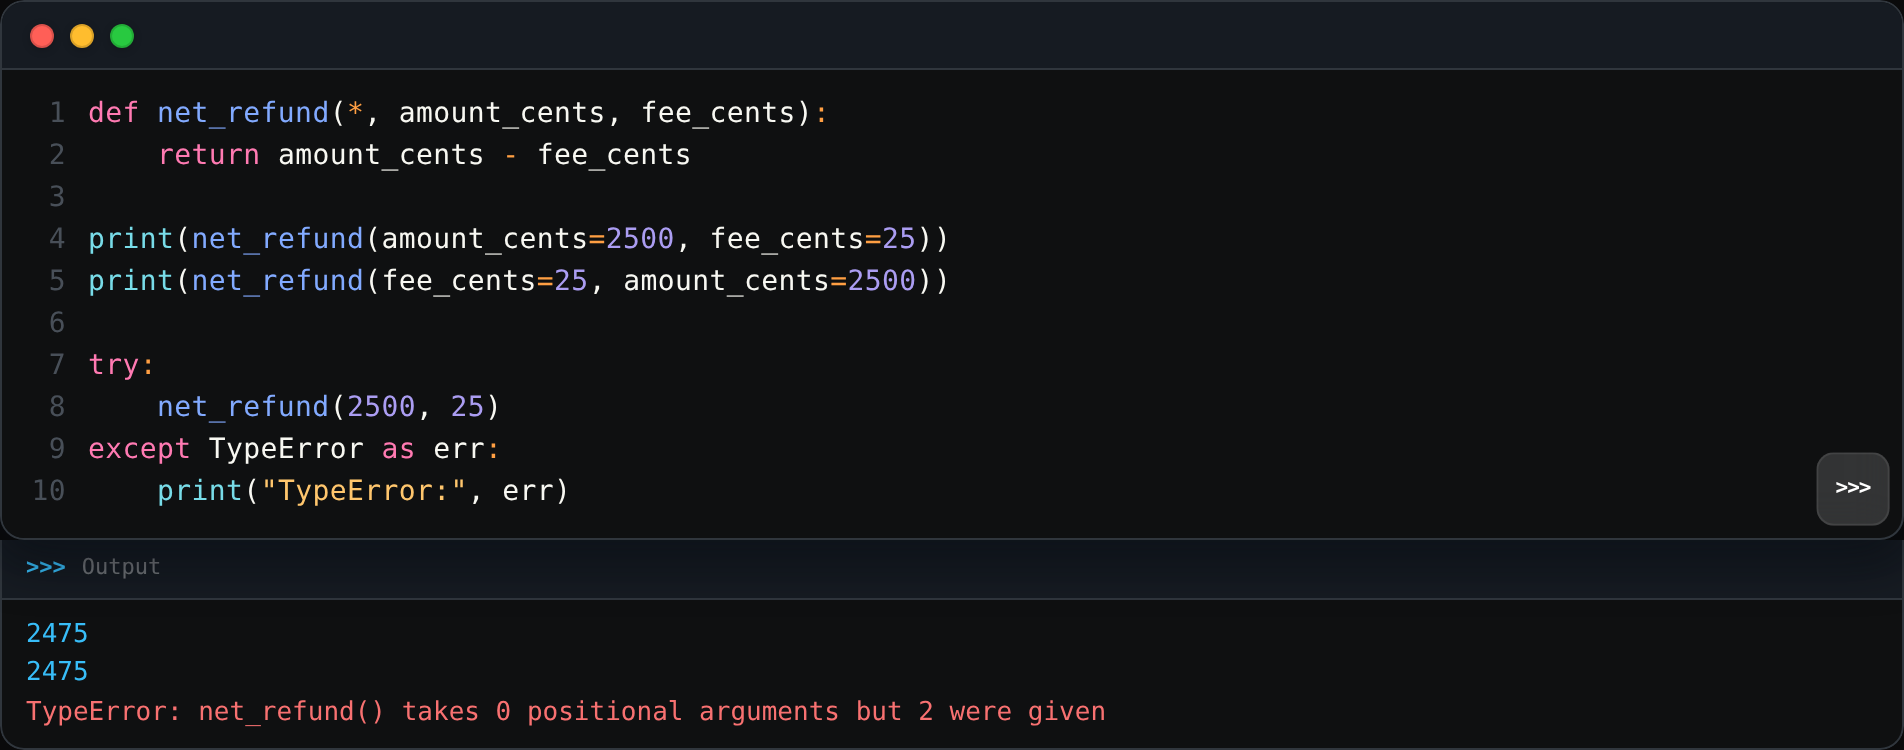 1 def net_refund(*, amount_cents, fee_cents):
2     return amount_cents - fee_cents
3
4 print(net_refund(amount_cents=2500, fee_cents=25))
5 print(net_refund(fee_cents=25, amount_cents=2500))
6
7 try:
8     net_refund(2500, 25)
9 except TypeError as err:
10     print("TypeError:", err)
>>>
>>> Output
2475
2475
TypeError: net_refund() takes 0 positional arguments but 2 were given